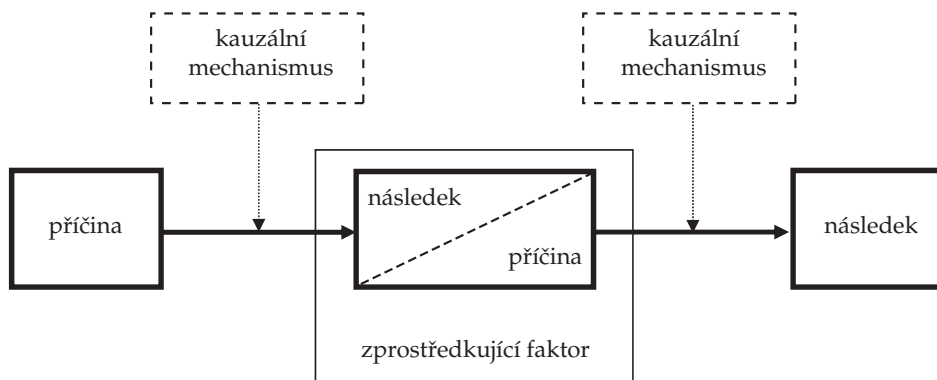 kauzální
mechanismus
kauzální
mechanismus
příčina
následek
příčina
následek
zprostředkující faktor